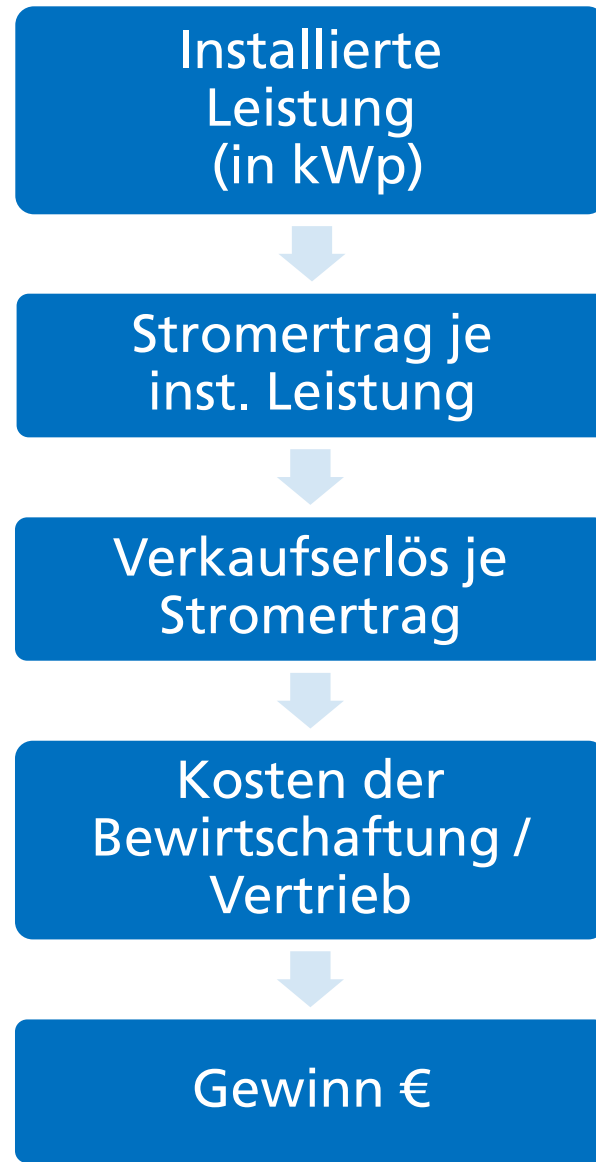 Installierte
Leistung
(in kWp)
Stromertrag je
inst. Leistung
Verkaufserlös je
Stromertrag
Kosten der
Bewirtschaftung /
Vertrieb
Gewinn €